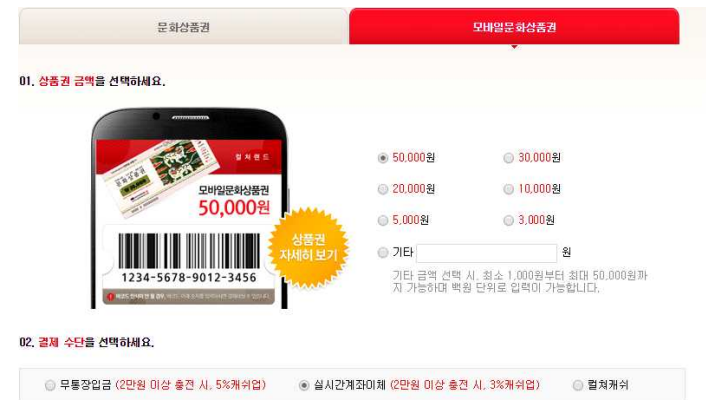 문화상품권
모바일문화상품권
01. 상품권 금액을 선택하세요.
컬쳐랜드
모바일문화상품권
50,000원
상품권
자세히 보기
1234-5678-9012-3456
50,000원
30,000원
20,000원
10,000원
5,000원
3,000원
기타
원
기타 금액 선택 시, 최소 1,000원부터 최대 50,000원까
지 가능하며 백원 단위로 입력이 가능합니다.
02. 결제 수단을 선택하세요.
무통장입금 (2만원 이상 충전 시, 5%캐쉬업)
실시간계좌이체 (2만원 이상 충전 시, 3%캐쉬업)
컬쳐캐쉬